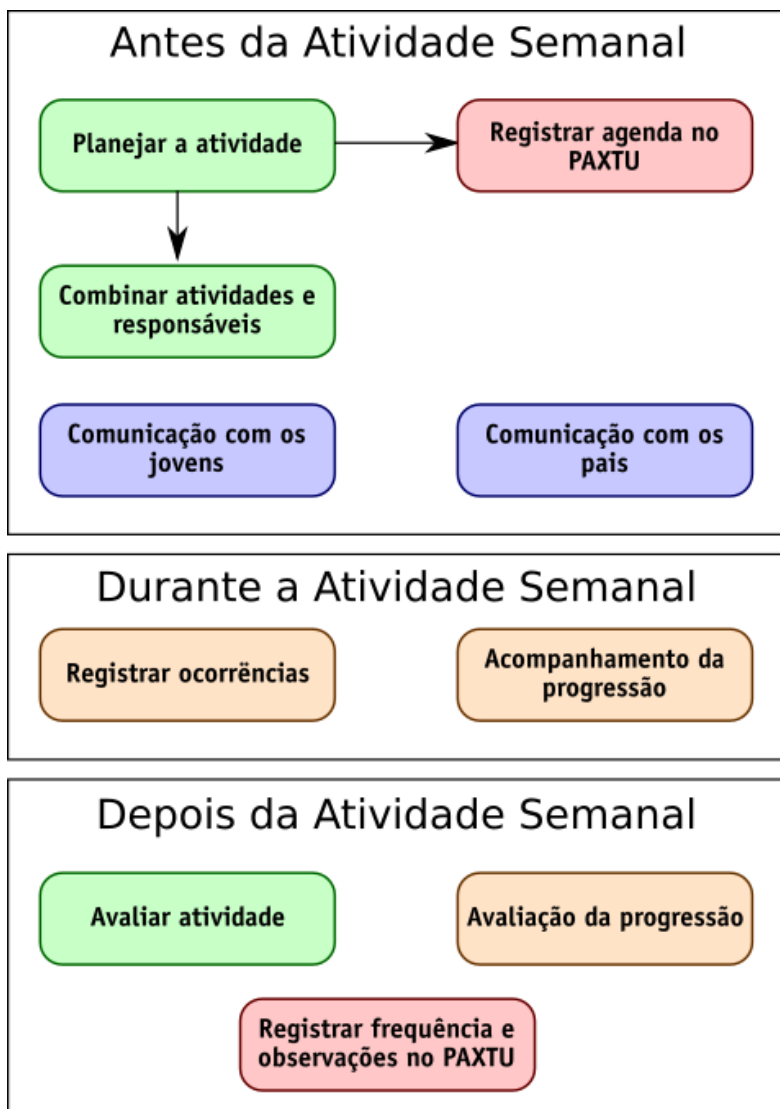 Antes da Atividade Semanal
Planejar a atividade
Registrar agenda no
PAXTU
Combinar atividades e
responsáveis
Comunicação com os
jovens
Comunicação com os
pais
Durante a Atividade Semanal
Registrar ocorrëncias
Acompanhamento da
progressão
Depois da Atividade Semanal
Avaliar atividade
Avaliação da progressão
Registrar frequência e
observações no PAXTU